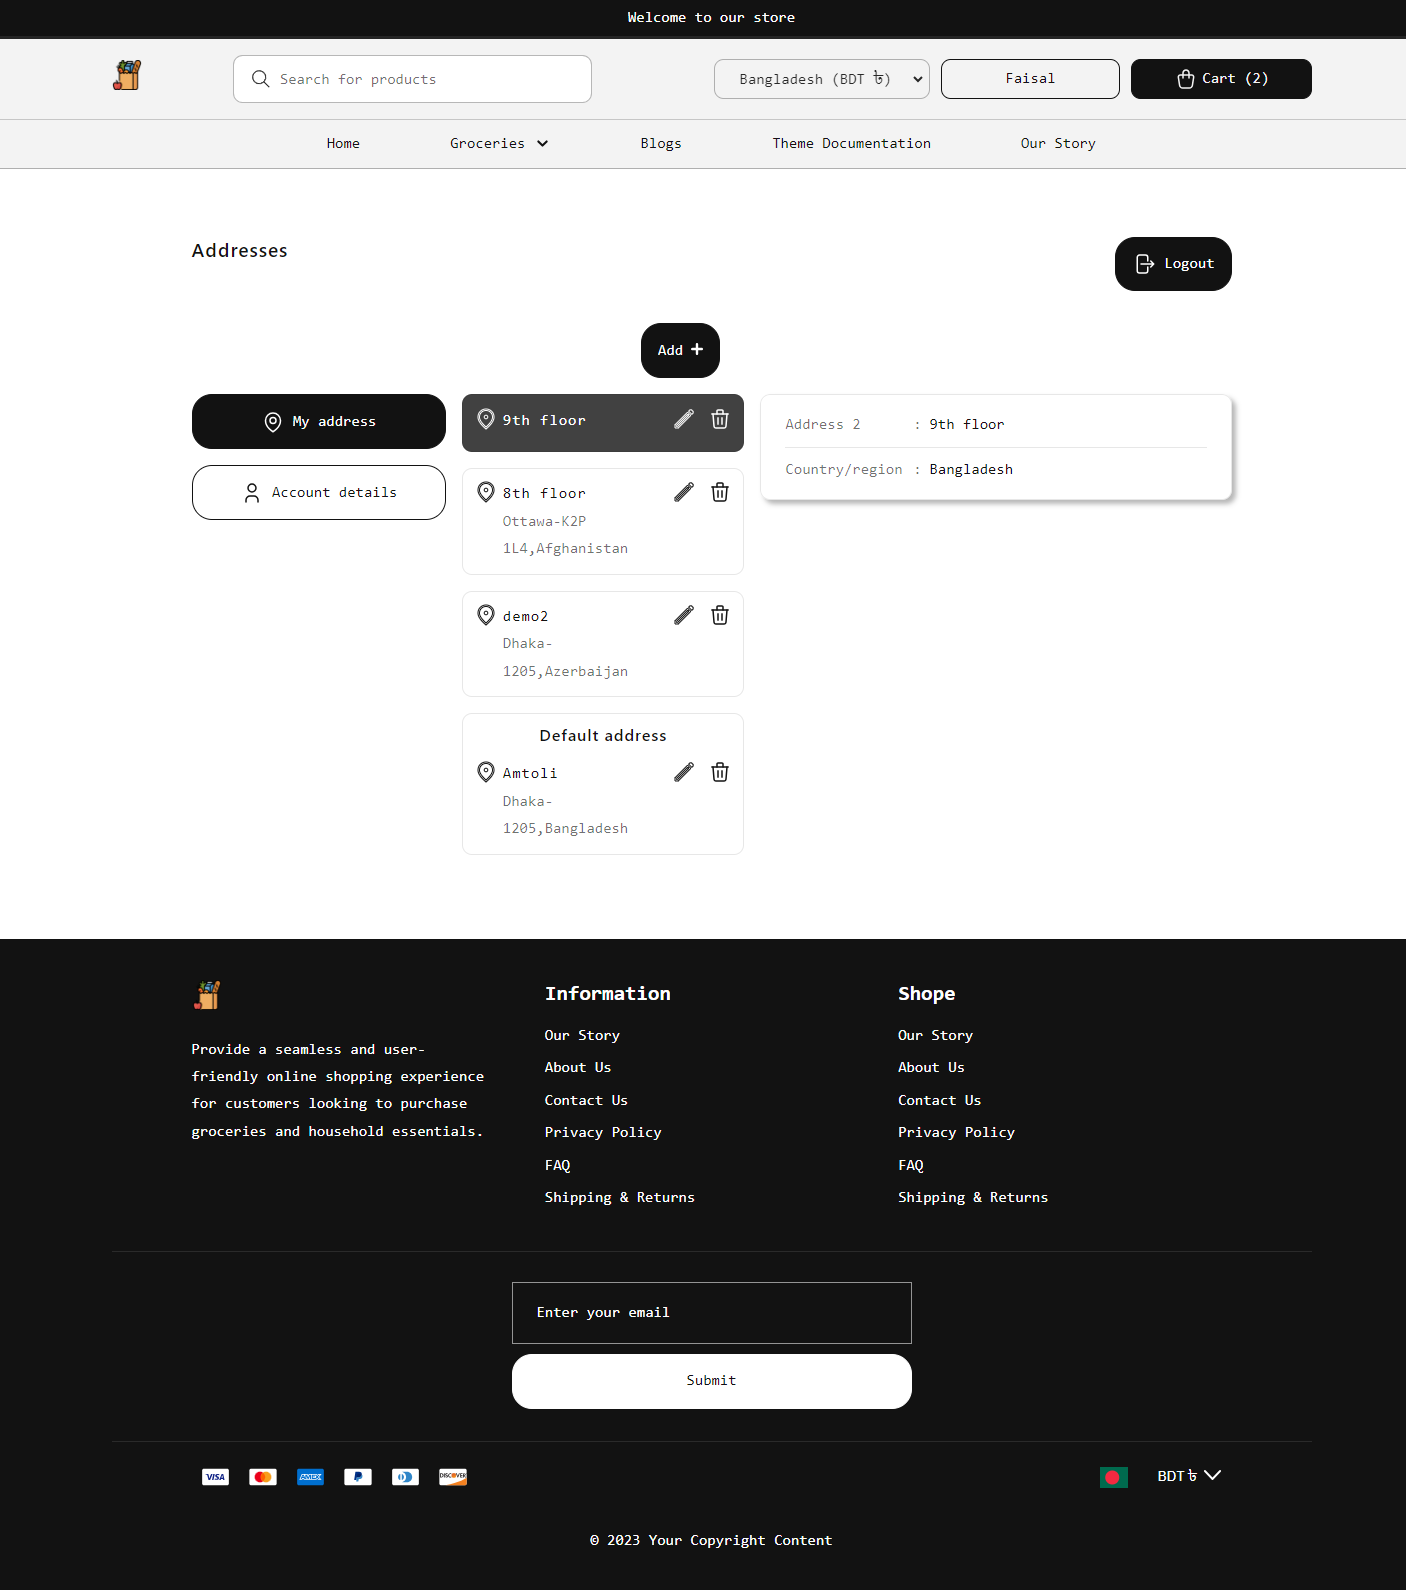 Welcome to our store
Search for products
Bangladesh (BDT ৳)
Faisal
Cart (2)
Home
Groceries
Blogs
Theme Documentation
Our Story
Addresses
Logout
Add
My address
Account details
9th floor
8th floor
Ottawa-K2P
1L4,Afghanistan
demo2
Dhaka-
1205,Azerbaijan
Default address
Amtoli
Dhaka-
1205,Bangladesh
Address 2 : 9th floor
Country/region : Bangladesh
Provide a seamless and user-
friendly online shopping experience
for customers looking to purchase
groceries and household essentials.
Information
Our Story
About Us
Contact Us
Privacy Policy
FAQ
Shipping & Returns
Shope
Our Story
About Us
Contact Us
Privacy Policy
FAQ
Shipping & Returns
Enter your email
Submit
VISA
AMEX
DISCOVER
BDT ৳
© 2023 Your Copyright Content